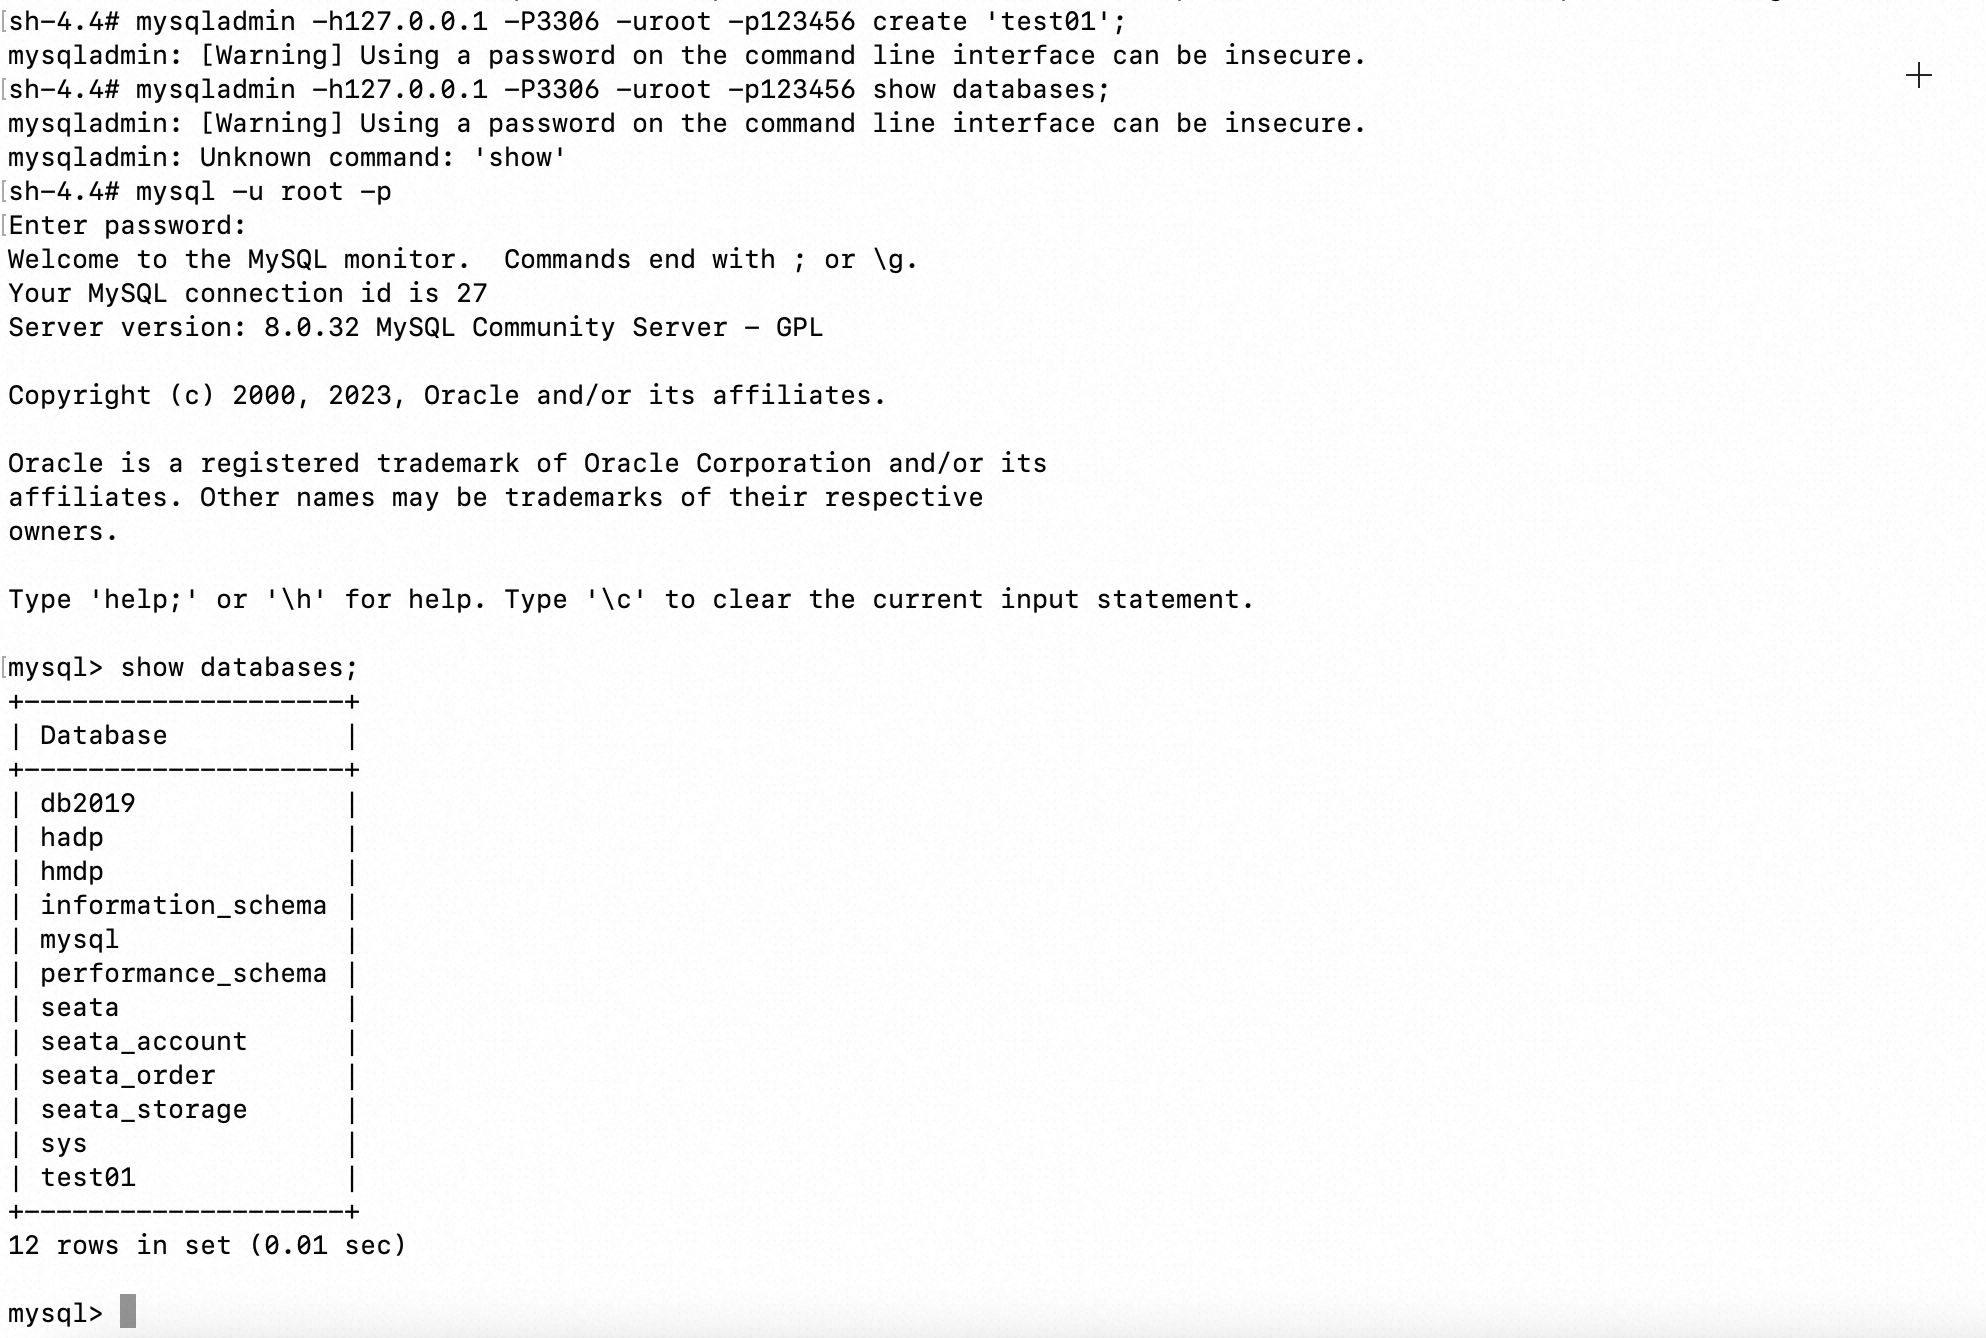 [sh-4.4# mysqladmin -h127.0.0.1 -P3306 -uroot -p123456 create 'test01';
mysqladmin: [Warning] Using a password on the command line interface can be insecure.
[sh-4.4# mysqladmin -h127.0.0.1 -P3306 -uroot -p123456 show databases;
mysqladmin: [Warning] Using a password on the command line interface can be insecure.
mysqladmin: Unknown command: 'show'
[sh-4.4# mysql -u root -p
[Enter password:
Welcome to the MySQL monitor.  Commands end with ; or \g.
Your MySQL connection id is 27
Server version: 8.0.32 MySQL Community Server - GPL

Copyright (c) 2000, 2023, Oracle and/or its affiliates.

Oracle is a registered trademark of Oracle Corporation and/or its
affiliates. Other names may be trademarks of their respective
owners.

Type 'help;' or '\h' for help. Type '\c' to clear the current input statement.

[mysql> show databases;
+--------------------+
| Database           |
+--------------------+
| db2019             |
| hadp               |
| hmdp               |
| information_schema |
| mysql              |
| performance_schema |
| seata              |
| seata_account      |
| seata_order        |
| seata_storage      |
| sys                |
| test01             |
+--------------------+
12 rows in set (0.01 sec)

mysql>